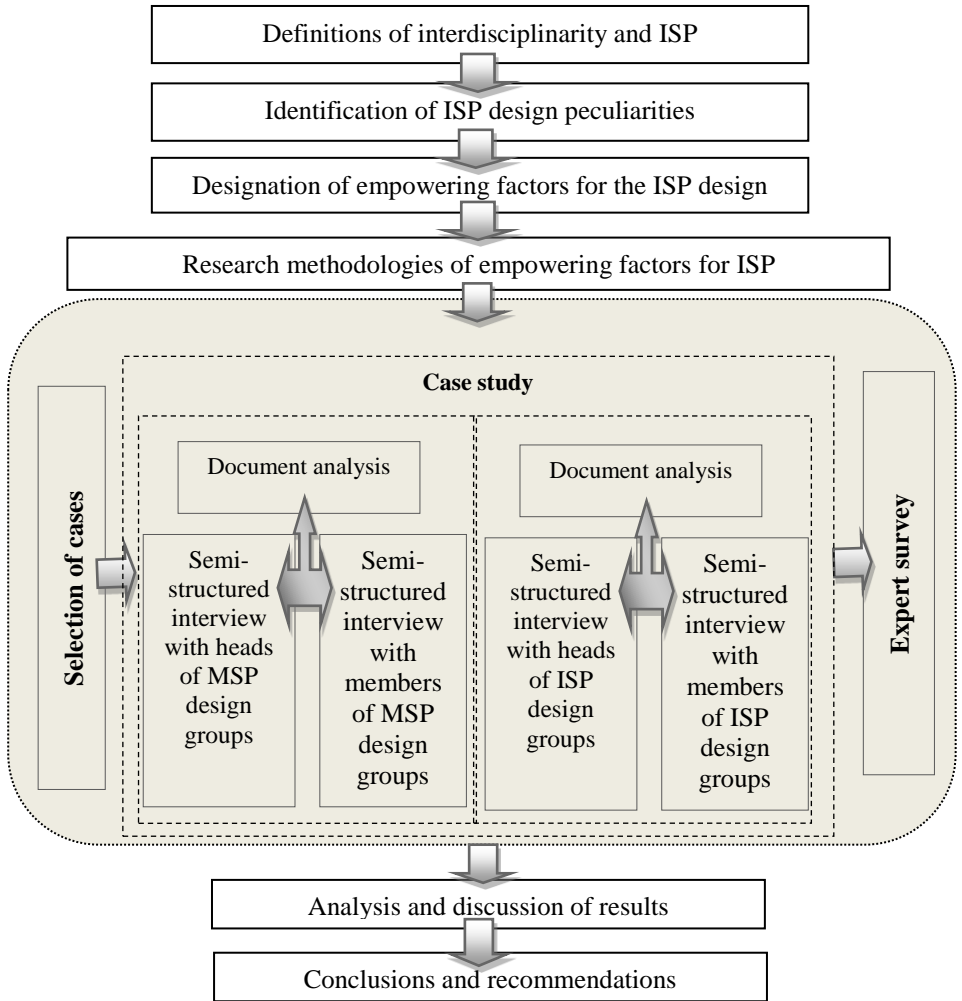 Definitions of interdisciplinarity and ISP
Identification of ISP design peculiarities
Designation of empowering factors for the ISP design
Research methodologies of empowering factors for ISP
Selection of cases
Case study
Document analysis
Semi-
structured
interview
with heads
of MSP
design
groups
Semi-
structured
interview
with
members
of MSP
design
groups
Document analysis
Semi-
structured
interview
with heads
of ISP
design
groups
Semi-
structured
interview
with
members
of ISP
design
groups
Expert survey
Analysis and discussion of results
Conclusions and recommendations